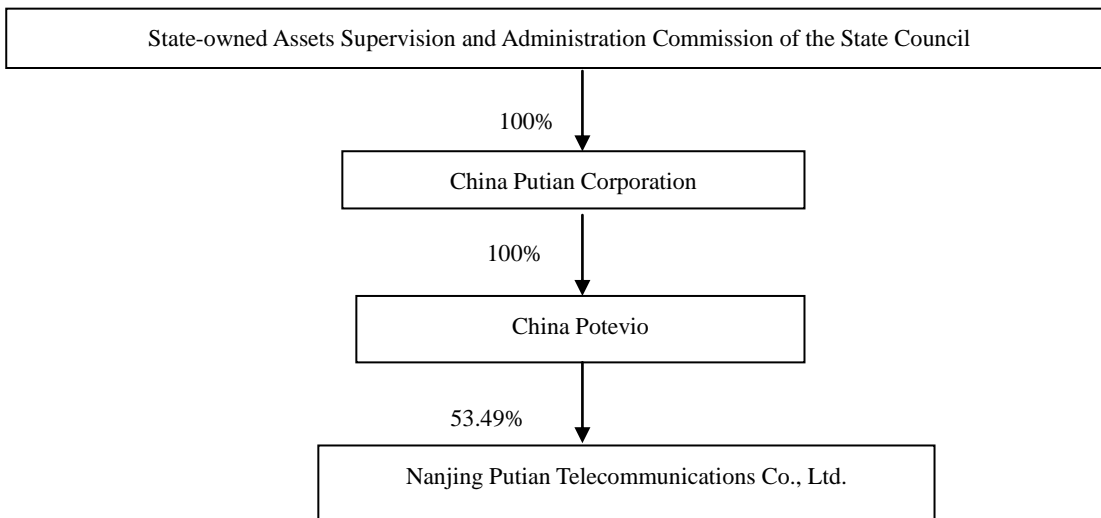 State-owned Assets Supervision and Administration Commission of the State Council
100%
China Putian Corporation
100%
China Potevio
53.49%
Nanjing Putian Telecommunications Co., Ltd.